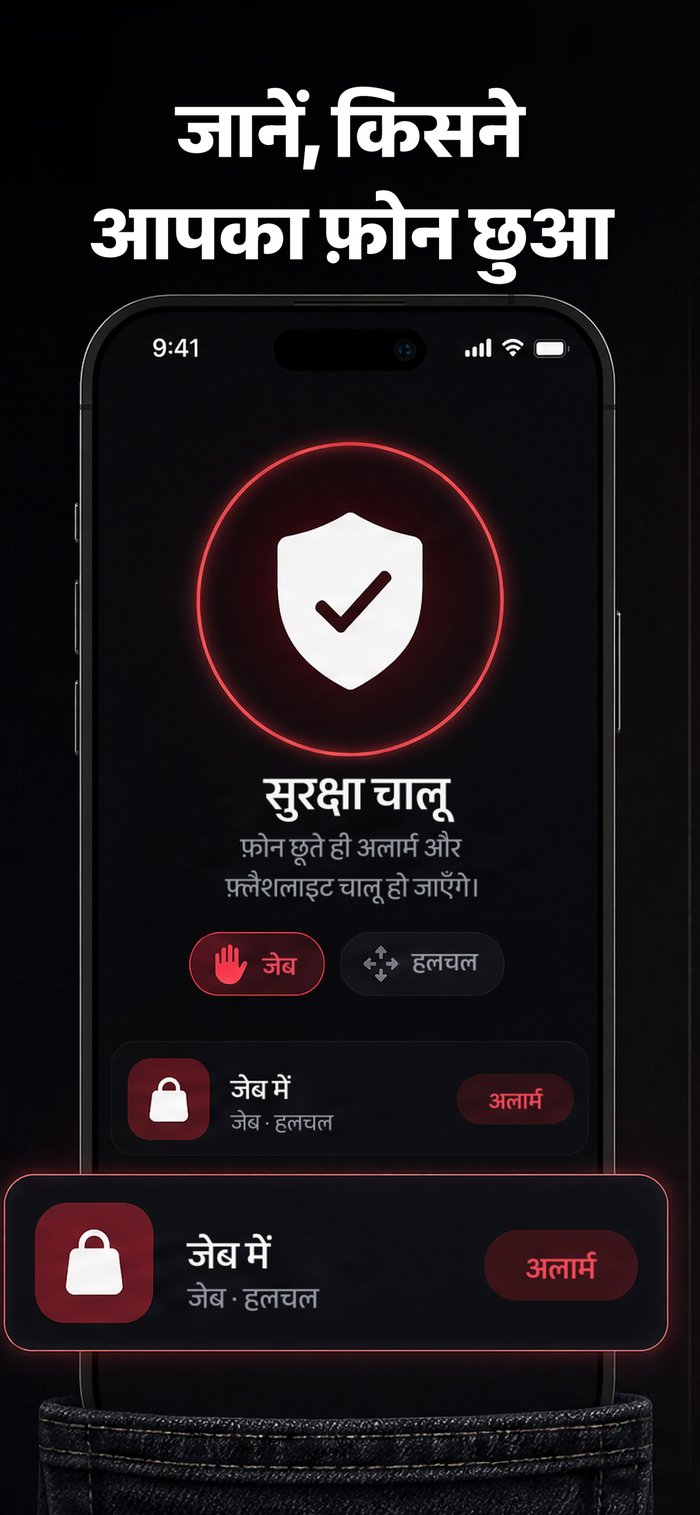 जानें, किसने
आपका फ़ोन छुआ
9:41
सुरक्षा चालू
फ़ोन छूते ही अलार्म और
फ़्लैशलाइट चालू हो जाएँगे।
जेब
हलचल
जेब में
जेब · हलचल
अलार्म
जेब में
जेब · हलचल
अलार्म